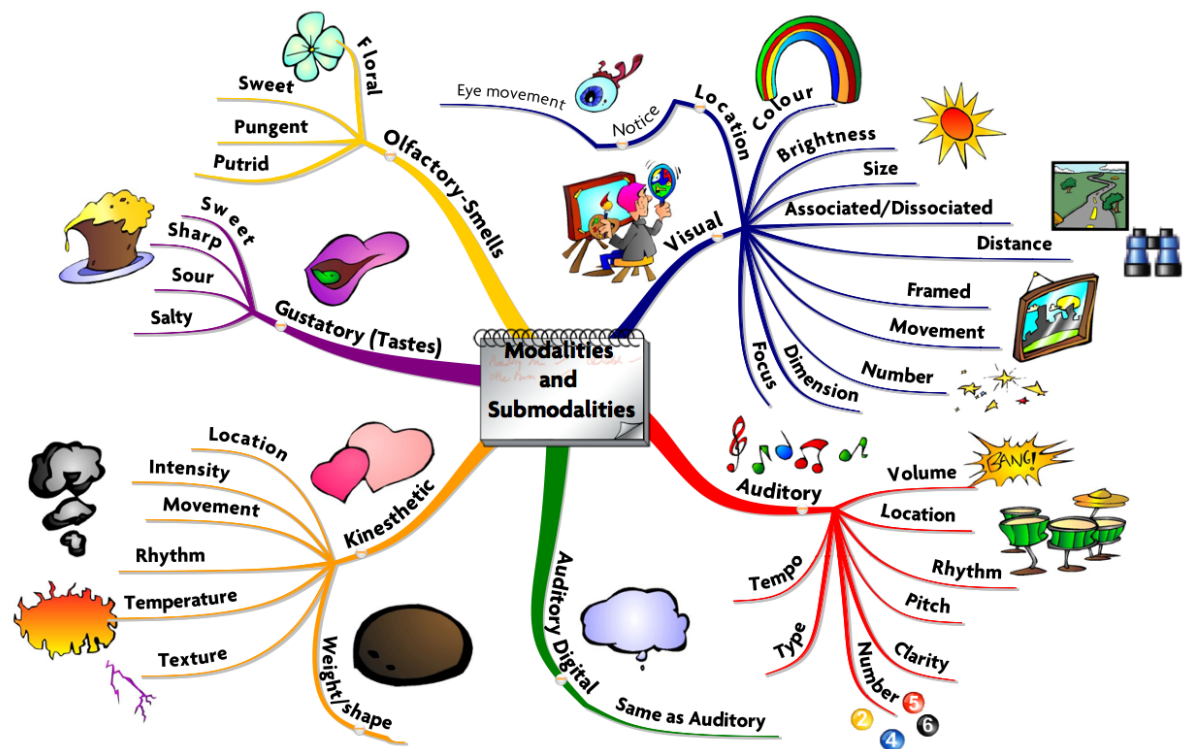 Modalities
and
Submodalities
Olfactory-Smells
Floral
Sweet
Pungent
Putrid
Gustatory (Tastes)
Sweet
Sharp
Sour
Salty
Kinesthetic
Location
Intensity
Movement
Rhythm
Temperature
Texture
Weight/shape
Auditory Digital
Same as Auditory
Auditory
Volume
BANG!
Location
Rhythm
Pitch
Clarity
Number
2
4
5
6
Type
Tempo
Visual
Location
Notice
Eye movement
Colour
Brightness
Size
Associated/Dissociated
Distance
Framed
Movement
Number
Dimension
Focus